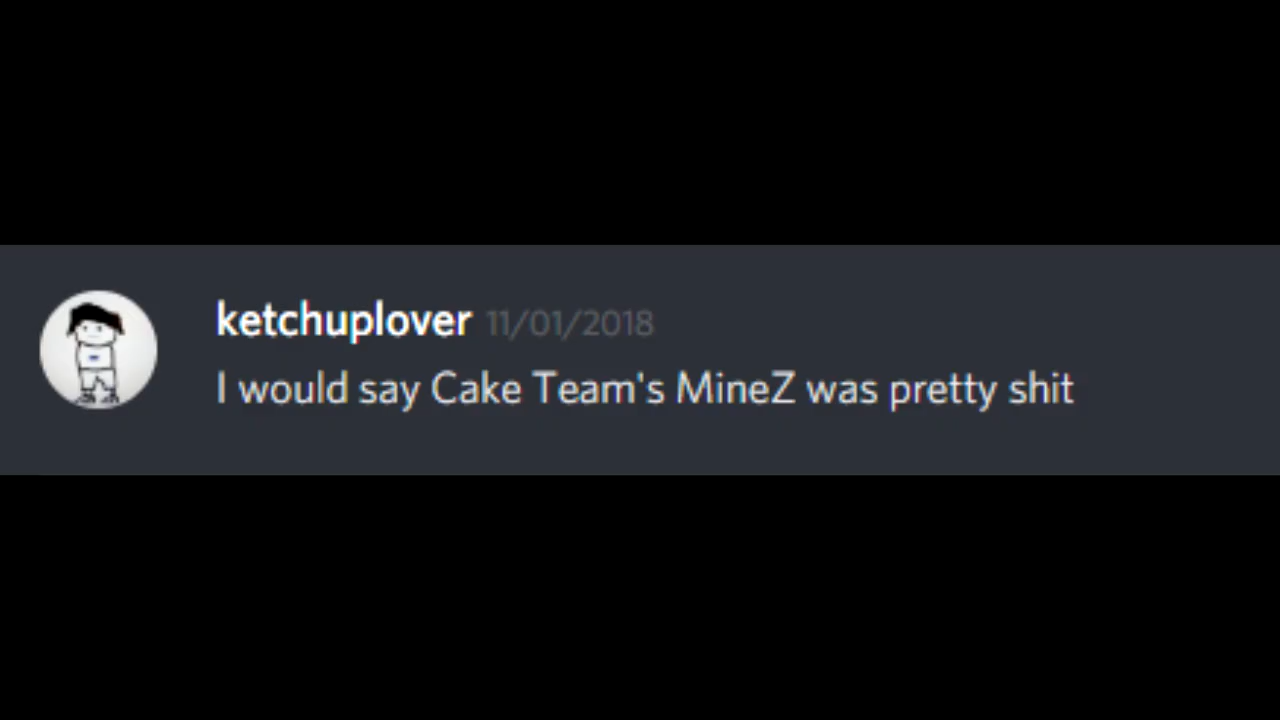 ketchuplover 11/01/2018
I would say Cake Team's MineZ was pretty shit